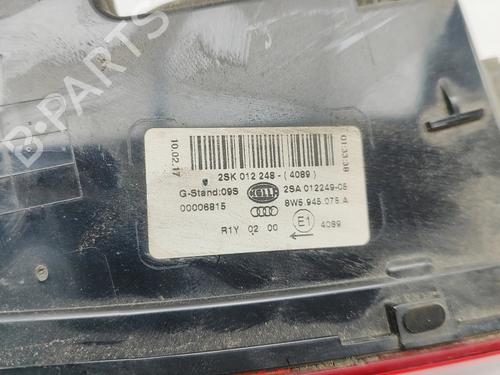 B-PARTS
10.02.17
01:33:38
2SK 012 248 - ( 4089 )
G-Stand:09S HELLA 2SA 012249-05
00006815 8W5.945.075.A
R1Y 02 00 E1 4089